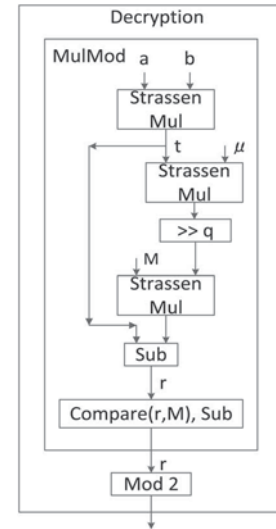 Decryption
MulMod
a b
Strassen
Mul
t μ
Strassen
Mul
>> q
M
Strassen
Mul
Sub
r
Compare(r,M), Sub
r
Mod 2